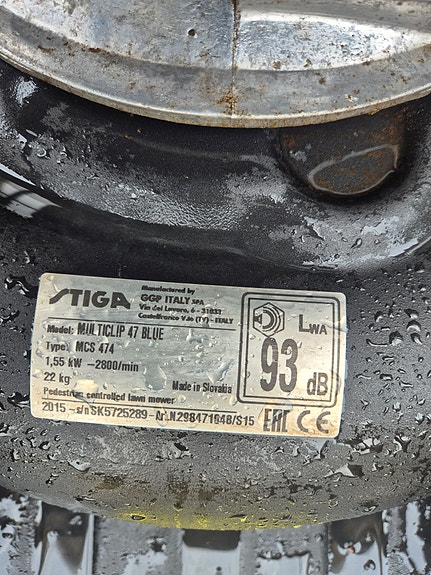 STIGA
Manufactured by
GGP ITALY SPA
Via del Lavoro, 6 - 31033
Castelfranco V.to (TV) - ITALY
Model: MULTICLIP 47 BLUE
Type: MCS 474
1,55 kW -2800/min
22 kg
Made in Slovakia
Pedestrian controlled lawn mower
2015 - s/n SK5725289 - Ar.N.298471648/S15
LWA
93 dB
EAC CE